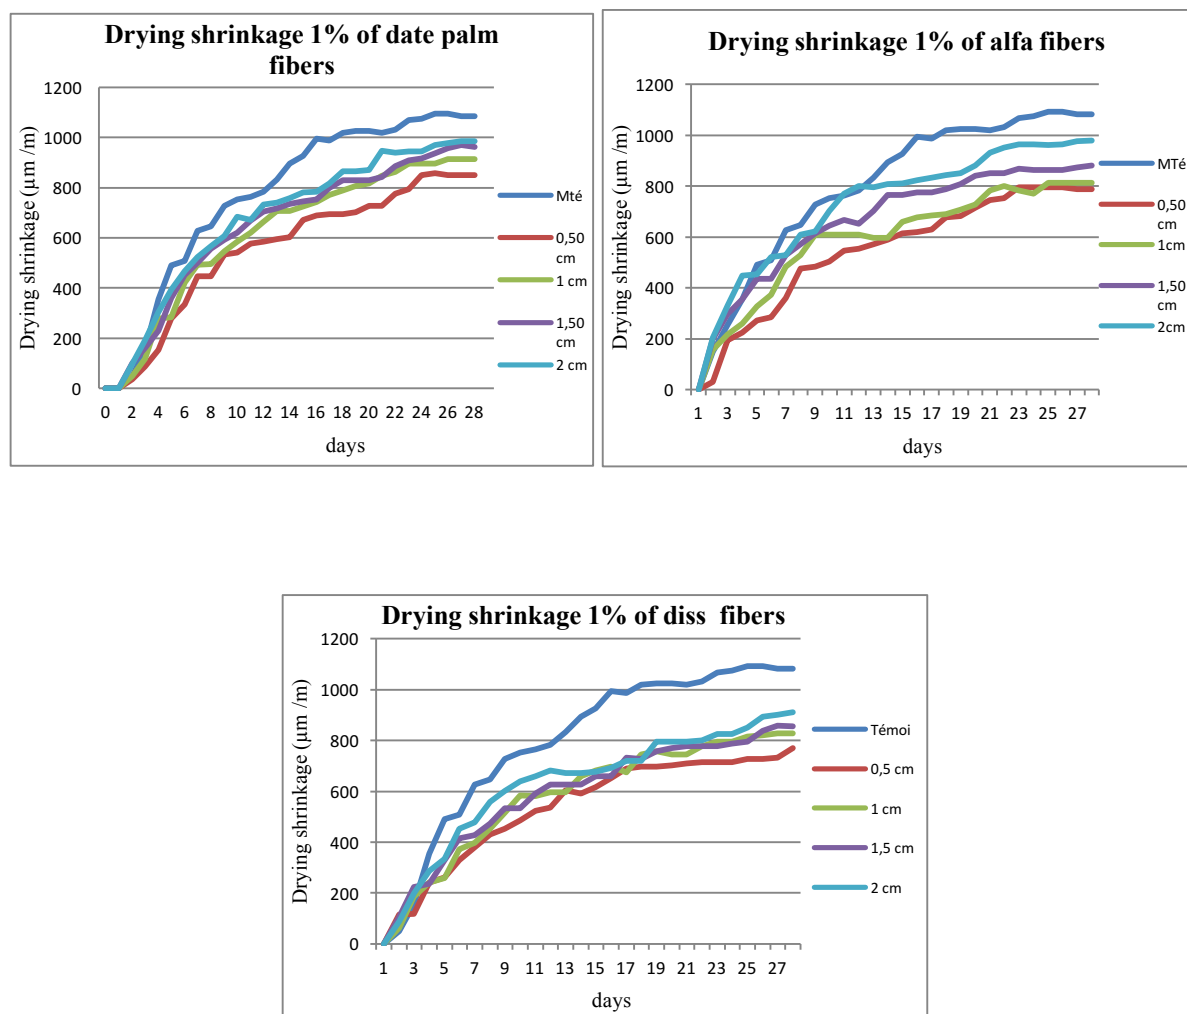 Drying shrinkage 1% of date palm
fibers
1200
1000
800
600
400
200
0
Drying shrinkage (µm /m)
0 2 4 6 8 10 12 14 16 18 20 22 24 26 28
days
Mté
0,50
cm
1 cm
1,50
cm
2 cm
Drying shrinkage 1% of alfa fibers
1200
1000
800
600
400
200
0
Drying shrinkage (µm /m)
1 3 5 7 9 11 13 15 17 19 21 23 25 27
days
MTé
0,50
cm
1cm
1,50
cm
2cm
Drying shrinkage 1% of diss fibers
1200
1000
800
600
400
200
0
Drying shrinkage (µm /m)
1 3 5 7 9 11 13 15 17 19 21 23 25 27
days
Témoi
0,5 cm
1 cm
1,5 cm
2 cm